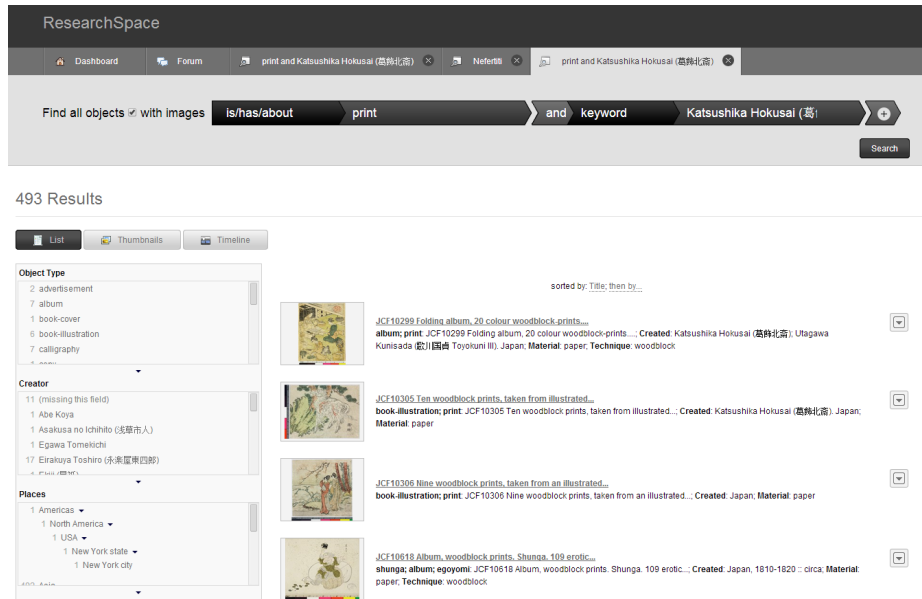 ResearchSpace
Dashboard
Forum
print and Katsushika Hokusai (葛飾北斎)
Nefertiti
print and Katsushika Hokusai (葛飾北斎)
Find all objects with images is/has/about print and keyword Katsushika Hokusai (葛
Search
493 Results
List
Thumbnails
Timeline
Object Type
2 advertisement
7 album
1 book-cover
6 book-illustration
7 calligraphy
Creator
11 (missing this field)
1 Abe Koya
1 Asakusa no Ichihito (浅草市人)
1 Egawa Tomekichi
17 Eirakuya Toshiro (永楽屋東四郎)
Places
1 Americas
1 North America
1 USA
1 New York state
1 New York city
sorted by: Title; then by...
JCF10299 Folding album, 20 colour woodblock-prints....
album; print: JCF10299 Folding album, 20 colour woodblock-prints....; Created: Katsushika Hokusai (葛飾北斎); Utagawa
Kunisada (歌川国貞 Toyokuni III). Japan; Material: paper; Technique: woodblock
JCF10305 Ten woodblock prints, taken from illustrated...
book-illustration; print: JCF10305 Ten woodblock prints, taken from illustrated...; Created: Katsushika Hokusai (葛飾北斎). Japan;
Material: paper
JCF10306 Nine woodblock prints, taken from an illustrated...
book-illustration; print: JCF10306 Nine woodblock prints, taken from an illustrated...; Created: Japan; Material: paper
JCF10618 Album, woodblock prints. Shunga. 109 erotic...
shunga; album; egoyomi: JCF10618 Album, woodblock prints. Shunga. 109 erotic...; Created: Japan, 1810-1820 :: circa; Material:
paper; Technique: woodblock